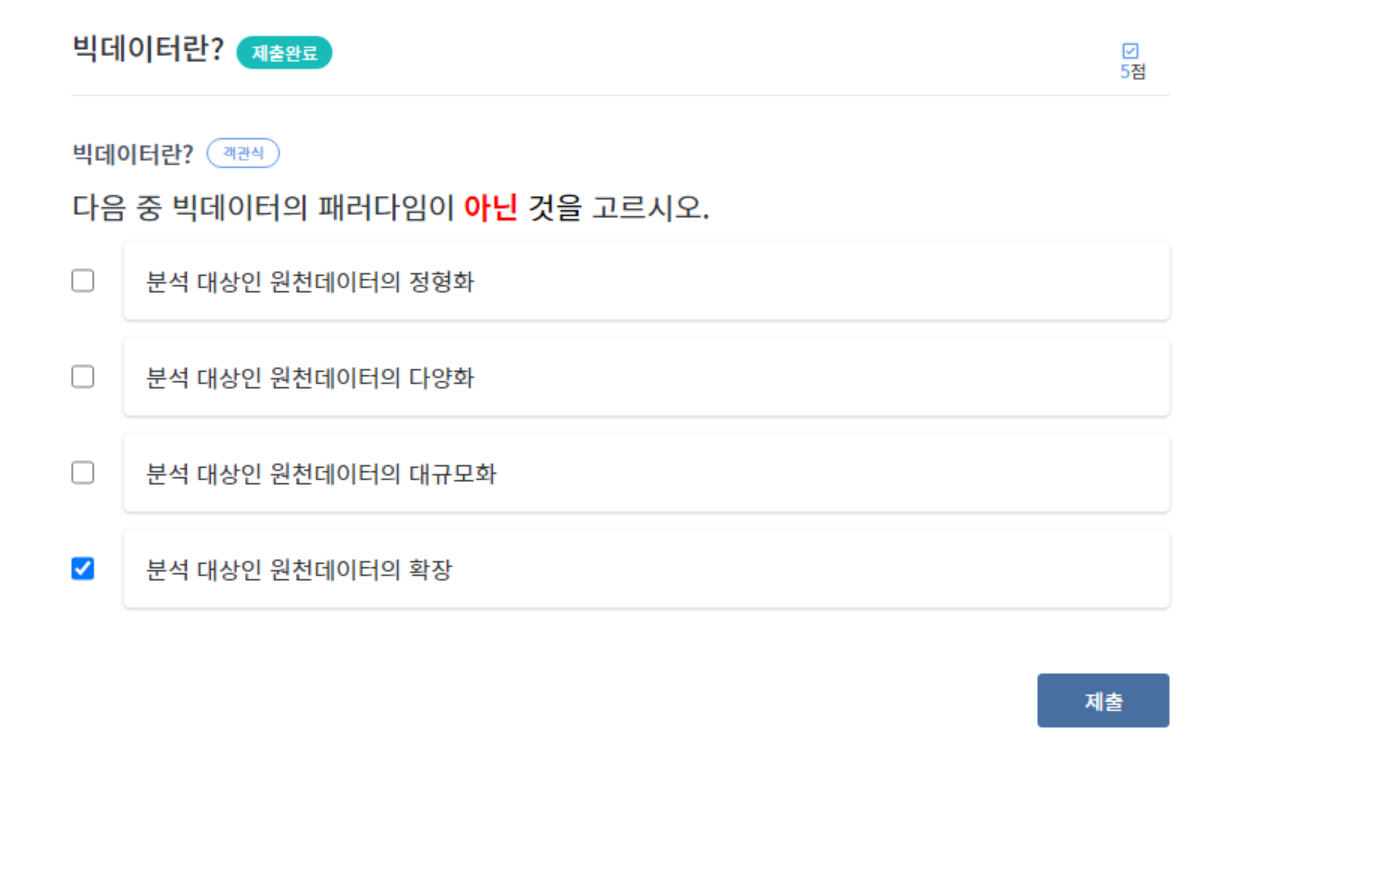 빅데이터란? 제출완료
5점
빅데이터란? 객관식
다음 중 빅데이터의 패러다임이 아닌 것을 고르시오.
분석 대상인 원천데이터의 정형화
분석 대상인 원천데이터의 다양화
분석 대상인 원천데이터의 대규모화
분석 대상인 원천데이터의 확장
제출